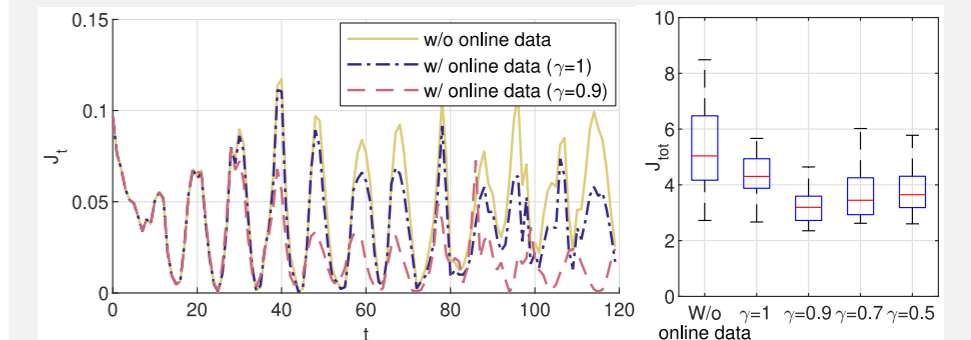 0.15
0.1
0.05
0
J_t
w/o online data
w/ online data (γ=1)
w/ online data (γ=0.9)
0 20 40 60 80 100 120
t
10
8
6
4
2
0
J_tot
W/o γ=1 γ=0.9 γ=0.7 γ=0.5
online data